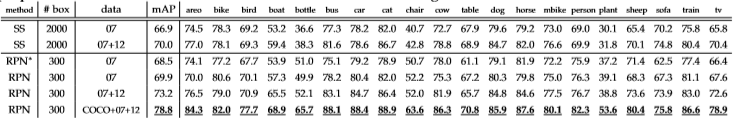 method # box data mAP areo bike bird boat bottle bus car cat chair cow table dog horse mbike person plant sheep sofa train tv
SS 2000 07 66.9 74.5 78.3 69.2 53.2 36.6 77.3 78.2 82.0 40.7 72.7 67.9 79.6 79.2 73.0 69.0 30.1 65.4 70.2 75.8 65.8
SS 2000 07+12 70.0 77.0 78.1 69.3 59.4 38.3 81.6 78.6 86.7 42.8 78.8 68.9 84.7 82.0 76.6 69.9 31.8 70.1 74.8 80.4 70.4
RPN* 300 07 68.5 74.1 77.2 67.7 53.9 51.0 75.1 79.2 78.9 50.7 78.0 61.1 79.1 81.9 72.2 75.9 37.2 71.4 62.5 77.4 66.4
RPN 300 07 69.9 70.0 80.6 70.1 57.3 49.9 78.2 80.4 82.0 52.2 75.3 67.2 80.3 79.8 75.0 76.3 39.1 68.3 67.3 81.1 67.6
RPN 300 07+12 73.2 76.5 79.0 70.9 65.5 52.1 83.1 84.7 86.4 52.0 81.9 65.7 84.8 84.6 77.5 76.7 38.8 73.6 73.9 83.0 72.6
RPN 300 COCO+07+12 78.8 84.3 82.0 77.7 68.9 65.7 88.1 88.4 88.9 63.6 86.3 70.8 85.9 87.6 80.1 82.3 53.6 80.4 75.8 86.6 78.9